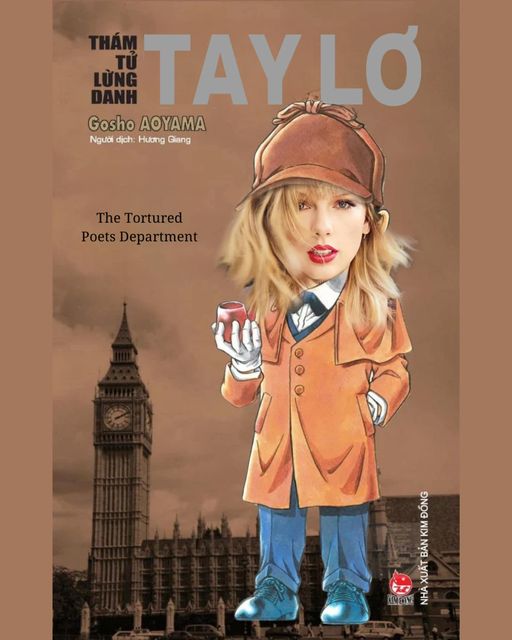 THÁM
TỬ
LỪNG
DANH
TAY LƠ
Gosho AOYAMA
Người dịch: Hương Giang
The Tortured
Poets Department
NHÀ XUẤT BẢN KIM ĐỒNG